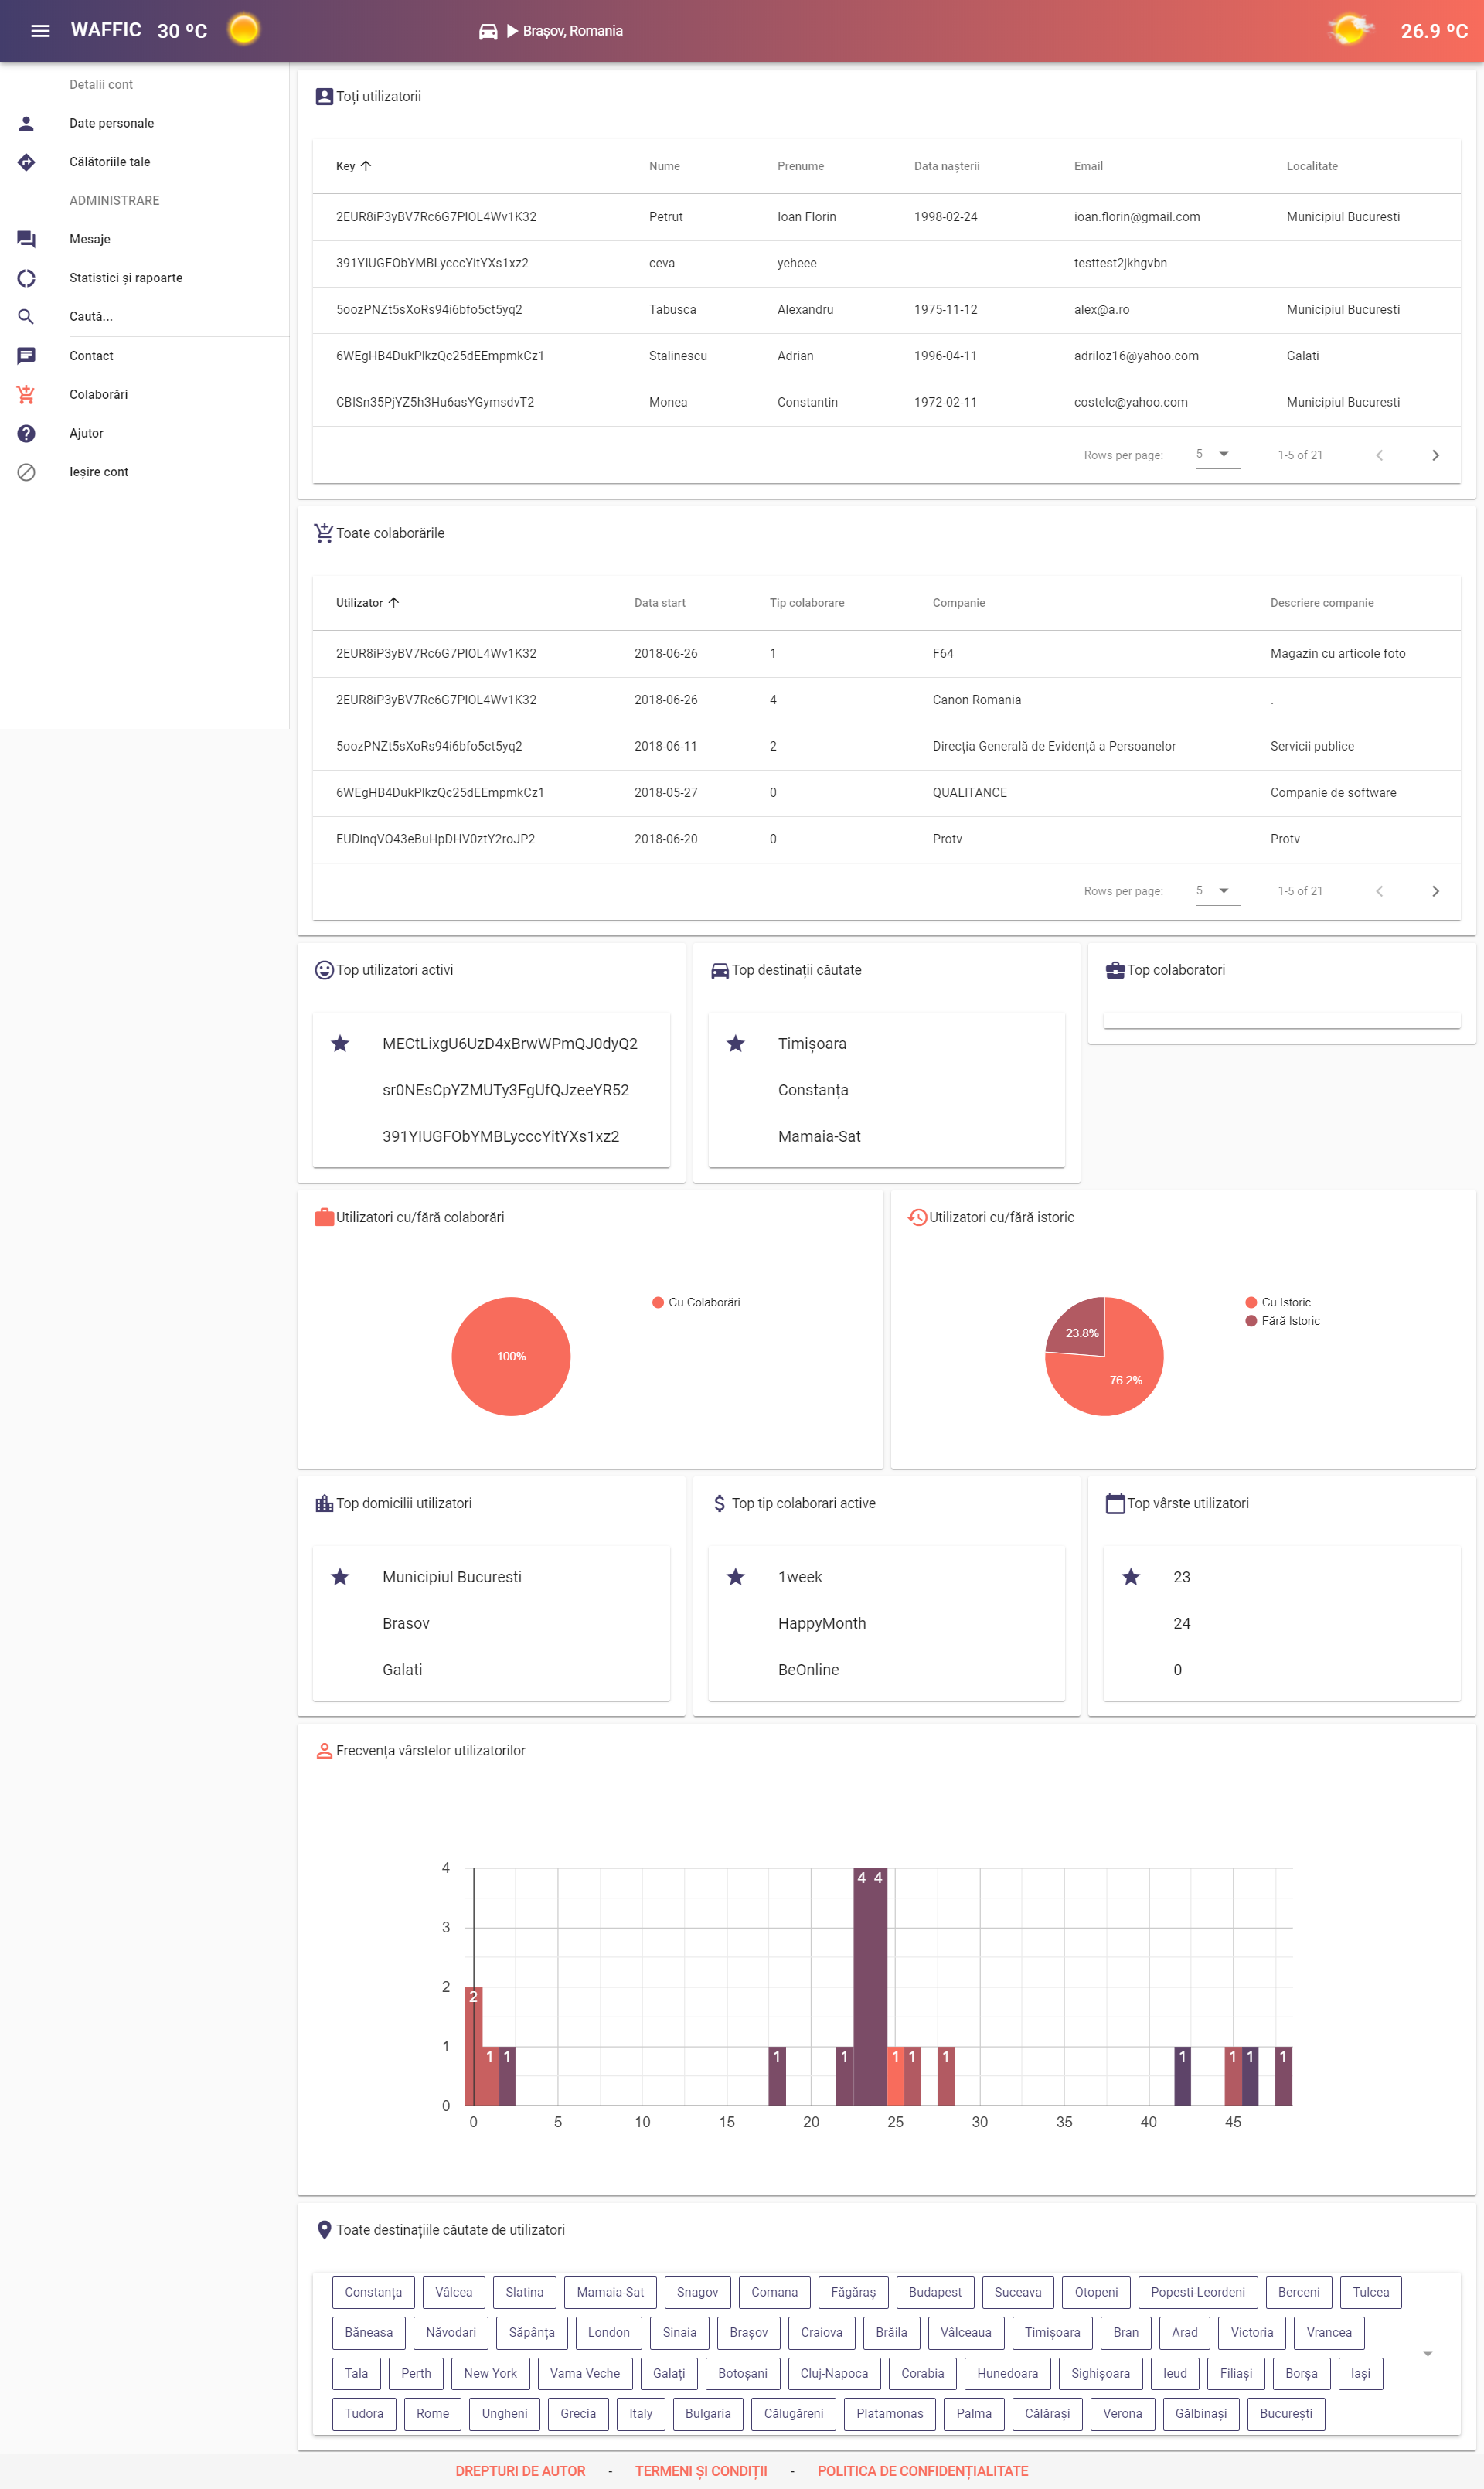 WAFFIC 30 ºC Brașov, Romania 26.9 ºC
Detalii cont
Date personale
Călătoriile tale
ADMINISTRARE
Mesaje
Statistici și rapoarte
Caută...
Contact
Colaborări
Ajutor
Ieșire cont
Toți utilizatorii
Key Nume Prenume Data nașterii Email Localitate
2EUR8iP3yBV7Rc6G7PlOL4Wv1K32 Petrut Ioan Florin 1998-02-24 ioan.florin@gmail.com Municipiul Bucuresti
391YIUGFObYMBLycccYitYXs1xz2 ceva yeheee testtest2jkhgvbn
5oozPNZt5sXoRs94i6bfo5ct5yq2 Tabusca Alexandru 1975-11-12 alex@a.ro Municipiul Bucuresti
6WEgHB4DukPlkzQc25dEEmpmkCz1 Stalinescu Adrian 1996-04-11 adriloz16@yahoo.com Galati
CBlSn35PjYZ5h3Hu6asYGymsdvT2 Monea Constantin 1972-02-11 costelc@yahoo.com Municipiul Bucuresti
Rows per page: 5 1-5 of 21
Toate colaborările
Utilizator Data start Tip colaborare Companie Descriere companie
2EUR8iP3yBV7Rc6G7PlOL4Wv1K32 2018-06-26 1 F64 Magazin cu articole foto
2EUR8iP3yBV7Rc6G7PlOL4Wv1K32 2018-06-26 4 Canon Romania .
5oozPNZt5sXoRs94i6bfo5ct5yq2 2018-06-11 2 Direcția Generală de Evidență a Persoanelor Servicii publice
6WEgHB4DukPlkzQc25dEEmpmkCz1 2018-05-27 0 QUALITANCE Companie de software
EUDinqVO43eBuHpDHV0ztY2roJP2 2018-06-20 0 Protv Protv
Rows per page: 5 1-5 of 21
Top utilizatori activi
MECtLixgU6UzD4xBrwWPmQJ0dyQ2
sr0NEsCpYZMUTy3FgUfQJzeeYR52
391YIUGFObYMBLycccYitYXs1xz2
Top destinații căutate
Timișoara
Constanța
Mamaia-Sat
Top colaboratori
Utilizatori cu/fără colaborări
100%
Cu Colaborări
Utilizatori cu/fără istoric
23.8%
76.2%
Cu Istoric
Fără Istoric
Top domicilii utilizatori
Municipiul Bucuresti
Brasov
Galati
Top tip colaborari active
1week
HappyMonth
BeOnline
Top vârste utilizatori
23
24
0
Frecvența vârstelor utilizatorilor
4
3
2
1
0
2 1 1 1 1 4 4 1 1 1 1 1 1 1
0 5 10 15 20 25 30 35 40 45
Toate destinațiile căutate de utilizatori
Constanța Vâlcea Slatina Mamaia-Sat Snagov Comana Făgăraș Budapest Suceava Otopeni Popesti-Leordeni Berceni Tulcea
Băneasa Năvodari Săpânța London Sinaia Brașov Craiova Brăila Vâlceaua Timișoara Bran Arad Victoria Vrancea
Tala Perth New York Vama Veche Galați Botoșani Cluj-Napoca Corabia Hunedoara Sighișoara Ieud Filiași Borșa Iași
Tudora Rome Ungheni Grecia Italy Bulgaria Călugăreni Platamonas Palma Călărași Verona Gălbinași București
DREPTURI DE AUTOR - TERMENI ȘI CONDIȚII - POLITICA DE CONFIDENȚIALITATE